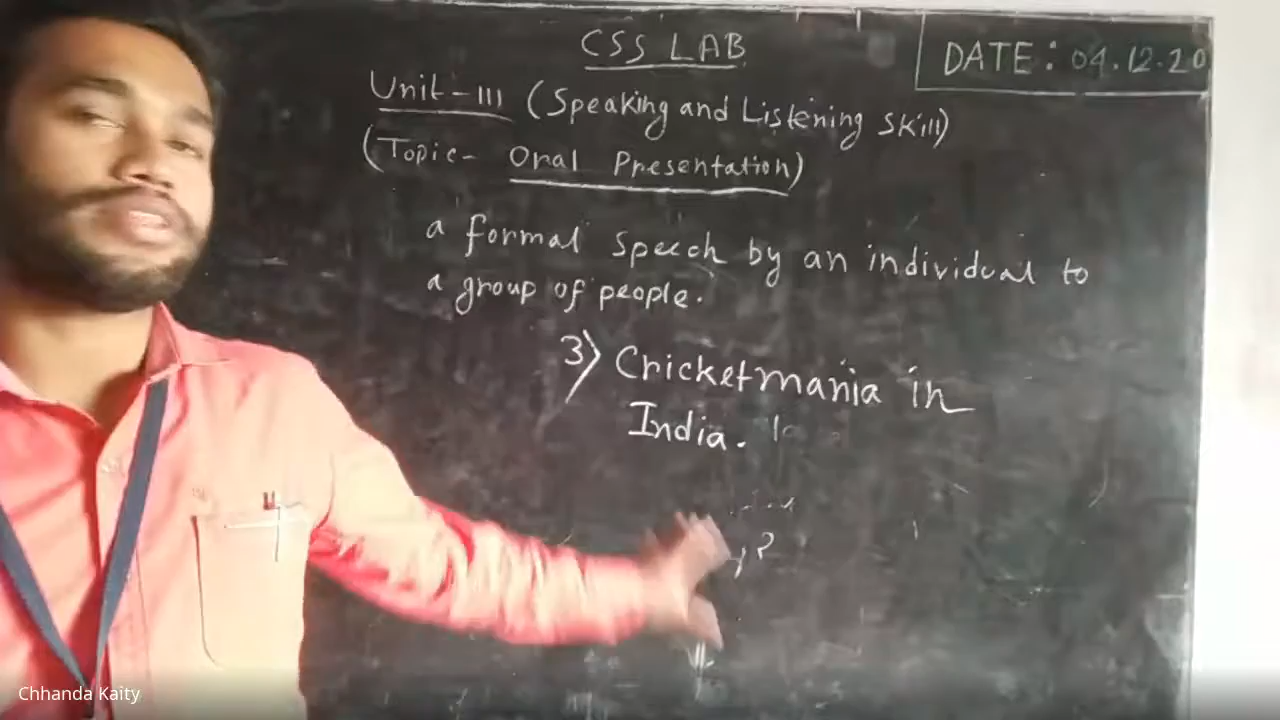 CSS LAB
DATE: 04.12.20
Unit-III (Speaking and Listening Skill)
(Topic- Oral Presentation)
a formal speech by an individual to
a group of people.
3) Cricketmania in
India.
Chhanda Kaity